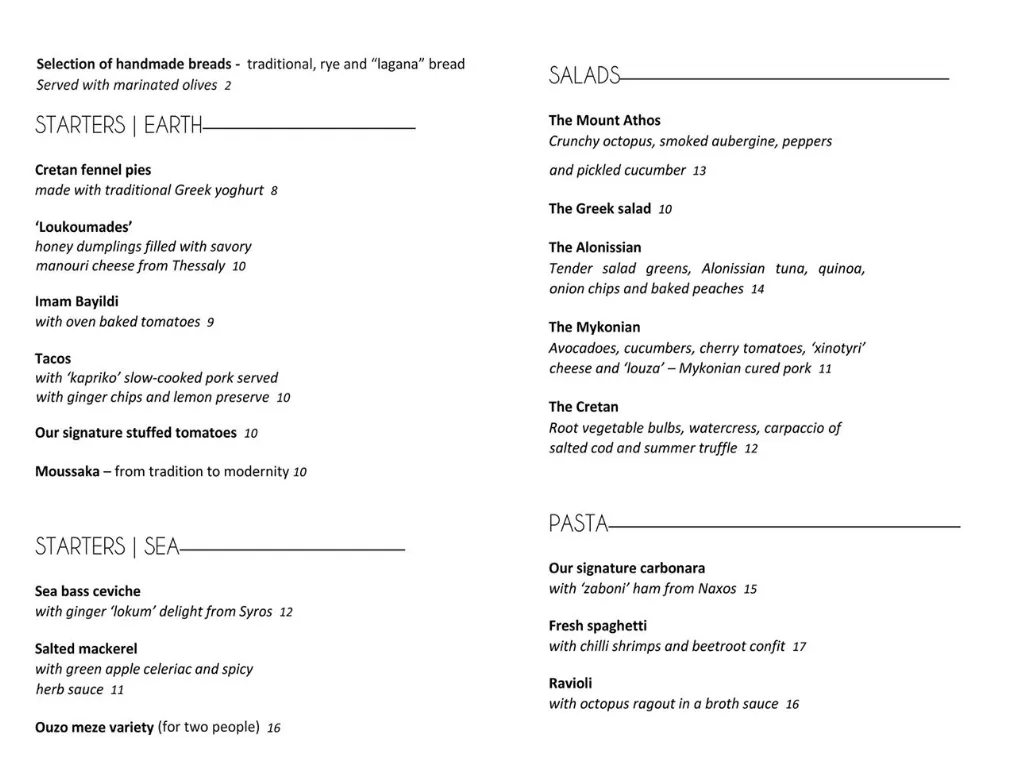 Selection of handmade breads - traditional, rye and “lagana” bread
Served with marinated olives 2
STARTERS | EARTH
Cretan fennel pies
made with traditional Greek yoghurt 8
‘Loukoumades’
honey dumplings filled with savory
manouri cheese from Thessaly 10
Imam Bayildi
with oven baked tomatoes 9
Tacos
with ‘kapriko’ slow-cooked pork served
with ginger chips and lemon preserve 10
Our signature stuffed tomatoes 10
Moussaka – from tradition to modernity 10
STARTERS | SEA
Sea bass ceviche
with ginger ‘lokum’ delight from Syros 12
Salted mackerel
with green apple celeriac and spicy
herb sauce 11
Ouzo meze variety (for two people) 16
SALADS
The Mount Athos
Crunchy octopus, smoked aubergine, peppers
and pickled cucumber 13
The Greek salad 10
The Alonissian
Tender salad greens, Alonissian tuna, quinoa,
onion chips and baked peaches 14
The Mykonian
Avocadoes, cucumbers, cherry tomatoes, ‘xinotyri’
cheese and ‘louza’ – Mykonian cured pork 11
The Cretan
Root vegetable bulbs, watercress, carpaccio of
salted cod and summer truffle 12
PASTA
Our signature carbonara
with ‘zaboni’ ham from Naxos 15
Fresh spaghetti
with chilli shrimps and beetroot confit 17
Ravioli
with octopus ragout in a broth sauce 16